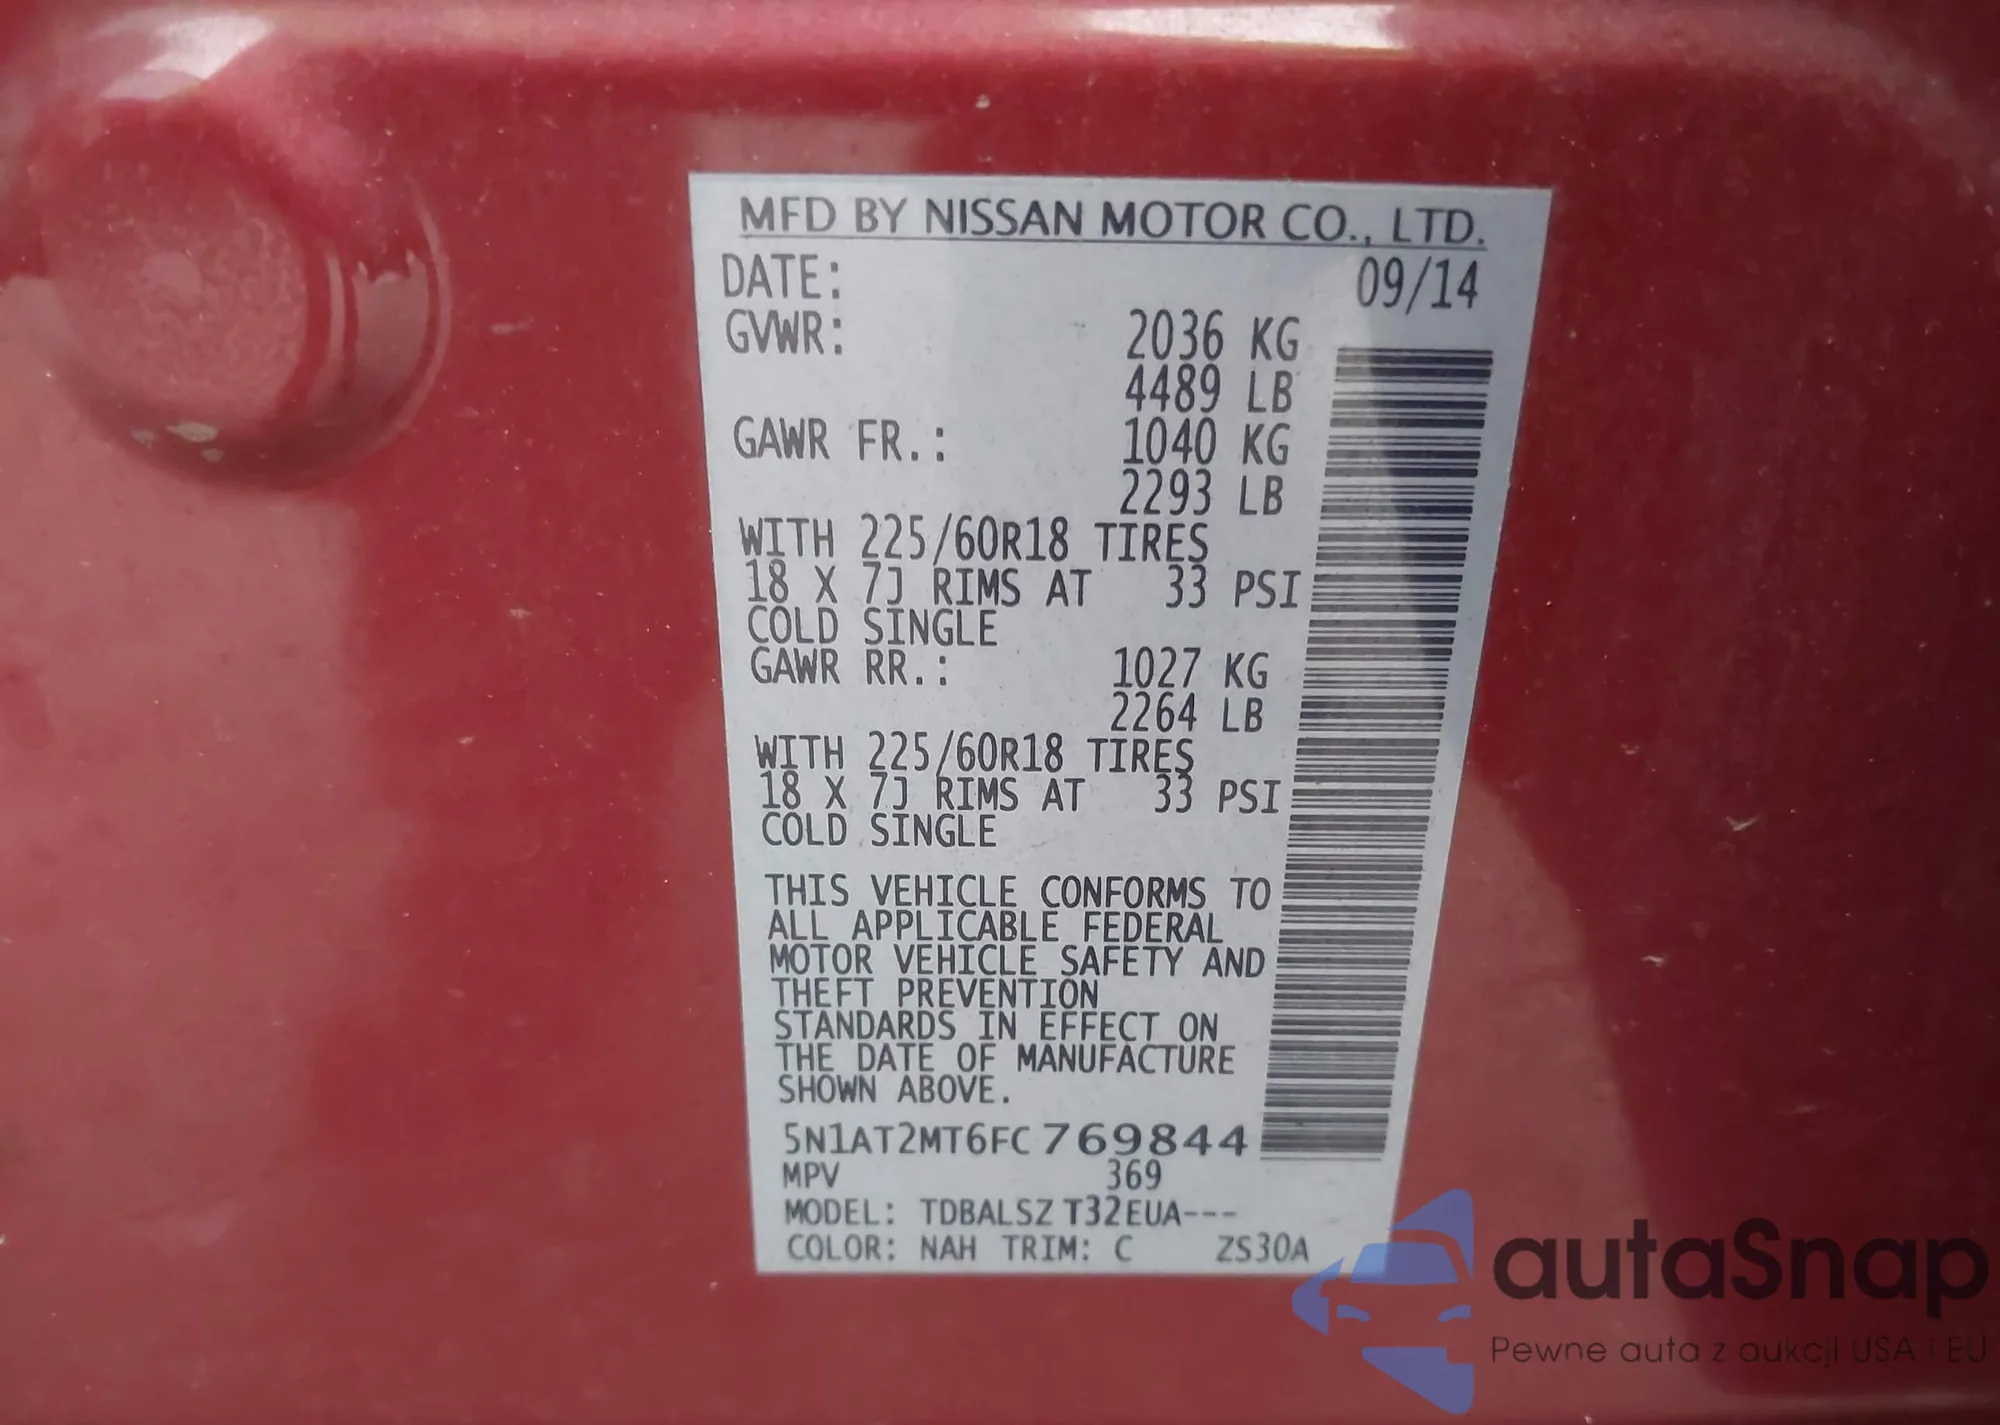 MFD BY NISSAN MOTOR CO., LTD.
DATE: 09/14
GVWR: 2036 KG
4489 LB
GAWR FR.: 1040 KG
2293 LB
WITH 225/60R18 TIRES
18 X 7J RIMS AT 33 PSI
COLD SINGLE
GAWR RR.: 1027 KG
2264 LB
WITH 225/60R18 TIRES
18 X 7J RIMS AT 33 PSI
COLD SINGLE
THIS VEHICLE CONFORMS TO
ALL APPLICABLE FEDERAL
MOTOR VEHICLE SAFETY AND
THEFT PREVENTION
STANDARDS IN EFFECT ON
THE DATE OF MANUFACTURE
SHOWN ABOVE.
5N1AT2MT6FC769844
MPV 369
MODEL: TDBALSZ T32EUA---
COLOR: NAH TRIM: C ZS30A
autaSnap
Pewne auta z aukcji USA i EU